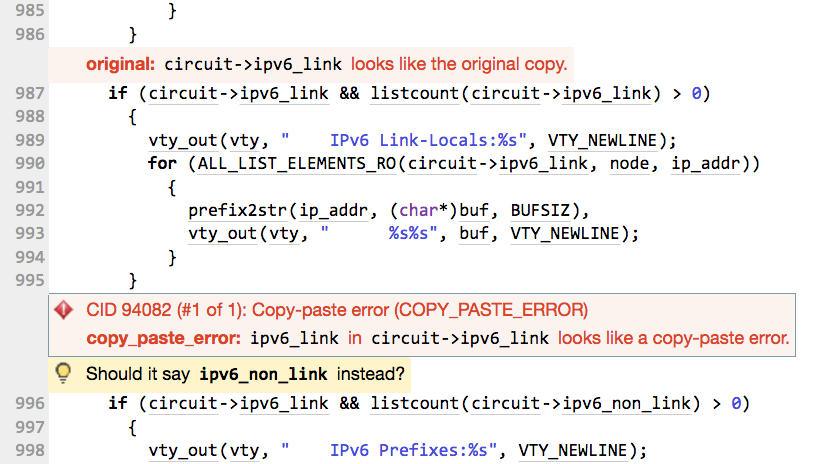 985 }
986 }
original: circuit->ipv6_link looks like the original copy.
987 if (circuit->ipv6_link && listcount(circuit->ipv6_link) > 0)
988 {
989 vty_out(vty, "    IPv6 Link-Locals:%s", VTY_NEWLINE);
990 for (ALL_LIST_ELEMENTS_RO(circuit->ipv6_link, node, ip_addr))
991 {
992 prefix2str(ip_addr, (char*)buf, BUFSIZ),
993 vty_out(vty, "      %s%s", buf, VTY_NEWLINE);
994 }
995 }
CID 94082 (#1 of 1): Copy-paste error (COPY_PASTE_ERROR)
copy_paste_error: ipv6_link in circuit->ipv6_link looks like a copy-paste error.
Should it say ipv6_non_link instead?
996 if (circuit->ipv6_link && listcount(circuit->ipv6_non_link) > 0)
997 {
998 vty_out(vty, "    IPv6 Prefixes:%s", VTY_NEWLINE);